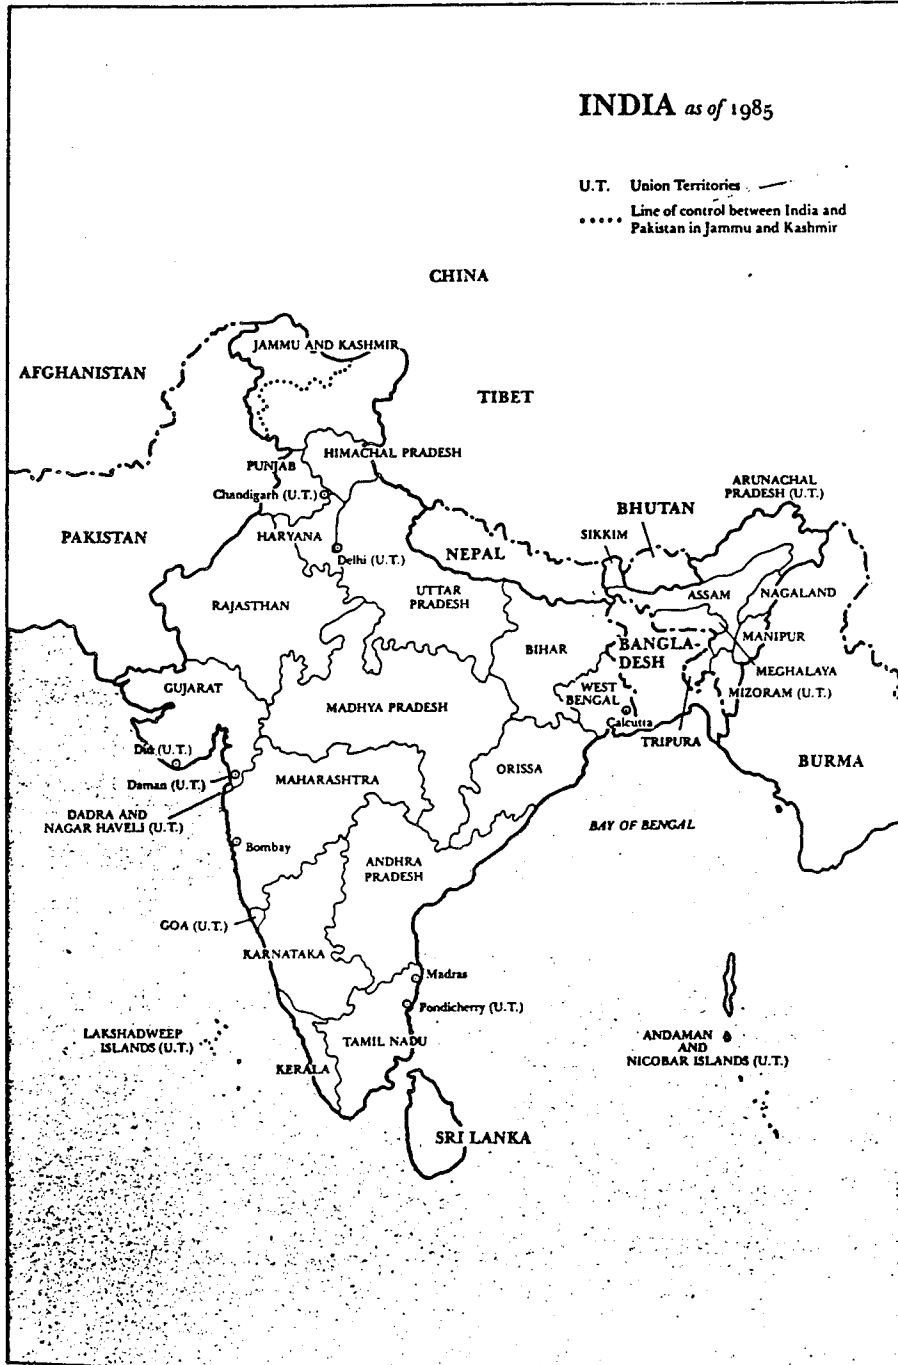 INDIA as of 1985
U.T. Union Territories
Line of control between India and
Pakistan in Jammu and Kashmir
CHINA
JAMMU AND KASHMIR
AFGHANISTAN
TIBET
HIMACHAL PRADESH
PUNJAB
Chandigarh (U.T.)
ARUNACHAL
PRADESH (U.T.)
BHUTAN
PAKISTAN
HARYANA
SIKKIM
NEPAL
Delhi (U.T.)
UTTAR
PRADESH
ASSAM
NAGALAND
RAJASTHAN
MANIPUR
BIHAR
BANGLA-
DESH
MEGHALAYA
GUJARAT
WEST
BENGAL
MIZORAM (U.T.)
MADHYA PRADESH
Calcutta
TRIPURA
Diu (U.T.)
ORISSA
BURMA
Daman (U.T.)
MAHARASHTRA
DADRA AND
NAGAR HAVELI (U.T.)
BAY OF BENGAL
Bombay
ANDHRA
PRADESH
GOA (U.T.)
KARNATAKA
Madras
Pondicherry (U.T.)
LAKSHADWEEP
ISLANDS (U.T.)
TAMIL NADU
ANDAMAN
AND
NICOBAR ISLANDS (U.T.)
KERALA
SRI LANKA